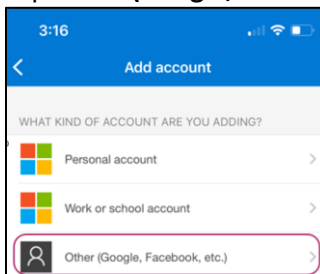 3:16
Add account
WHAT KIND OF ACCOUNT ARE YOU ADDING?
Personal account
Work or school account
Other (Google, Facebook, etc.)